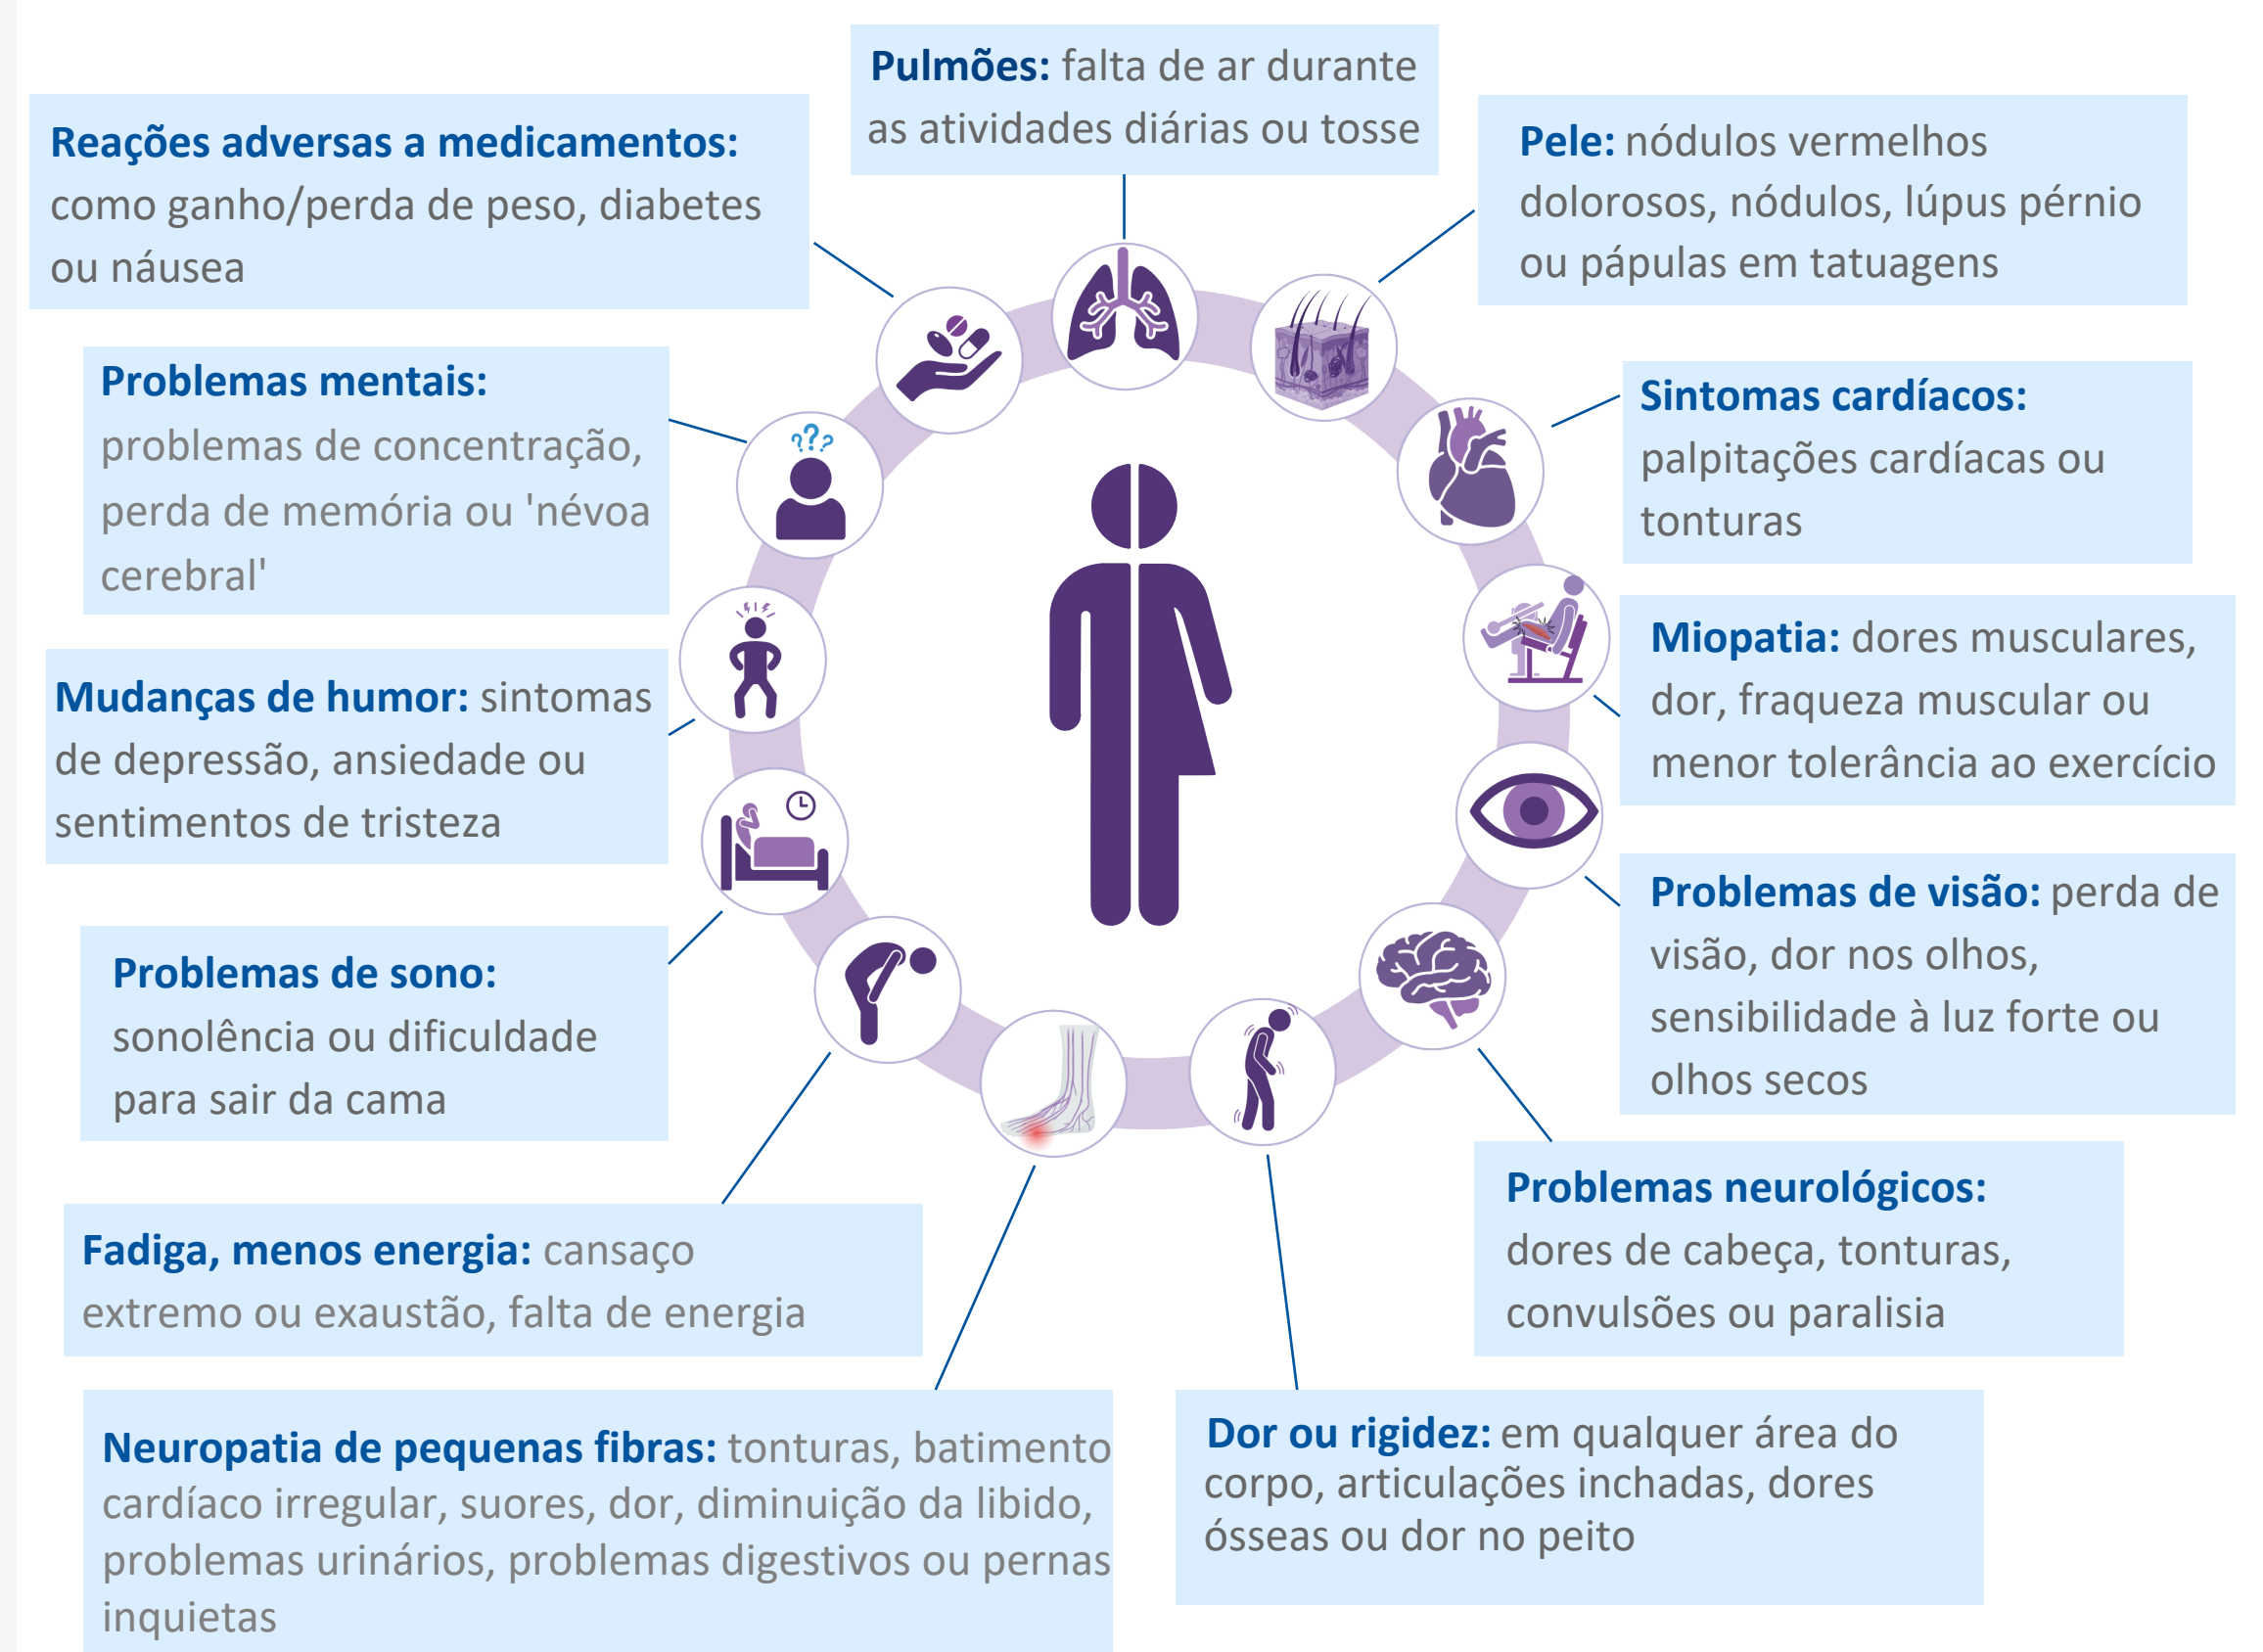 Pulmões: falta de ar durante
as atividades diárias ou tosse
Reações adversas a medicamentos:
como ganho/perda de peso, diabetes
ou náusea
Pele: nódulos vermelhos
dolorosos, nódulos, lúpus pérnio
ou pápulas em tatuagens
Problemas mentais:
problemas de concentração,
perda de memória ou 'névoa
cerebral'
???
Sintomas cardíacos:
palpitações cardíacas ou
tonturas
Mudanças de humor: sintomas
de depressão, ansiedade ou
sentimentos de tristeza
Miopatia: dores musculares,
dor, fraqueza muscular ou
menor tolerância ao exercício
Problemas de sono:
sonolência ou dificuldade
para sair da cama
Problemas de visão: perda de
visão, dor nos olhos,
sensibilidade à luz forte ou
olhos secos
Fadiga, menos energia: cansaço
extremo ou exaustão, falta de energia
Problemas neurológicos:
dores de cabeça, tonturas,
convulsões ou paralisia
Neuropatia de pequenas fibras: tonturas, batimento
cardíaco irregular, suores, dor, diminuição da libido,
problemas urinários, problemas digestivos ou pernas
inquietas
Dor ou rigidez: em qualquer área do
corpo, articulações inchadas, dores
ósseas ou dor no peito